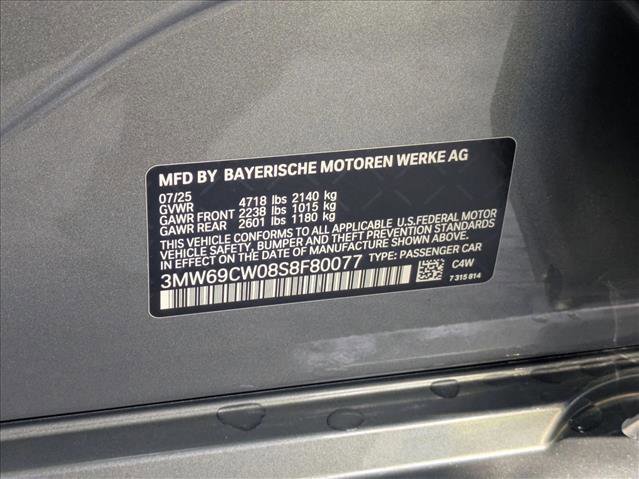 MFD BY BAYERISCHE MOTOREN WERKE AG
07/25
GVWR 4718 lbs 2140 kg
GAWR FRONT 2238 lbs 1015 kg
GAWR REAR 2601 lbs 1180 kg
THIS VEHICLE CONFORMS TO ALL APPLICABLE U.S.FEDERAL MOTOR
VEHICLE SAFETY, BUMPER AND THEFT PREVENTION STANDARDS
IN EFFECT ON THE DATE OF MANUFACTURE SHOWN ABOVE.
3MW69CW08S8F80077 TYPE: PASSENGER CAR
C4W
7 315 814